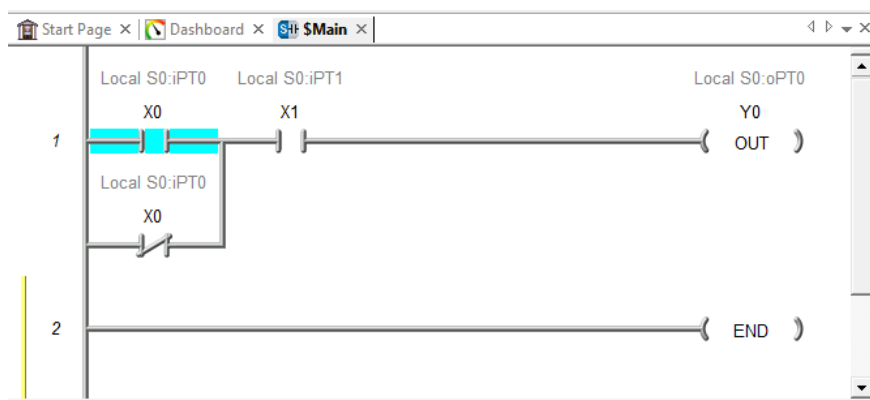 Start Page Dashboard $Main
Local S0:iPT0 Local S0:iPT1 Local S0:oPT0
X0 X1 Y0
1 OUT
Local S0:iPT0
X0
2 END